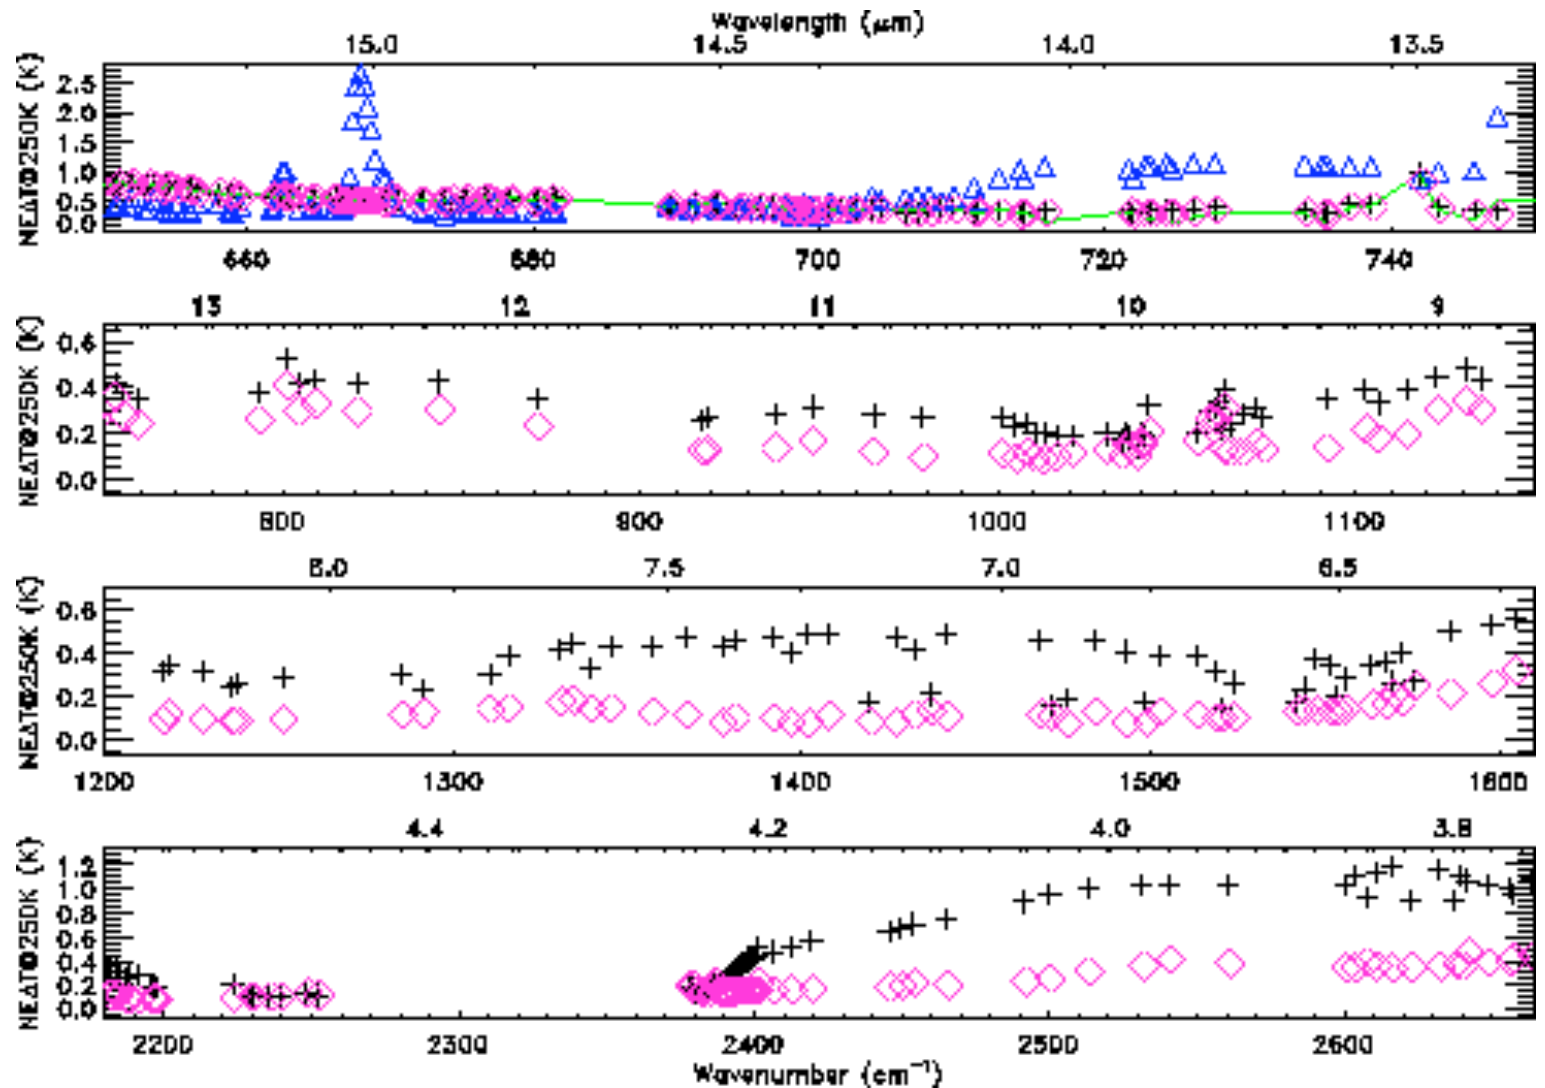 Wavelength (μm)
15.0 14.5 14.0 13.5
NEΔT@250K (K)
2.5
2.0
1.5
1.0
0.5
0.0
660 680 700 720 740
13 12 11 10 9
NEΔT@250K (K)
0.6
0.4
0.2
0.0
800 900 1000 1100
8.0 7.5 7.0 6.5
NEΔT@250K (K)
0.6
0.4
0.2
0.0
1200 1300 1400 1500 1600
4.4 4.2 4.0 3.8
NEΔT@250K (K)
1.2
1.0
0.8
0.6
0.4
0.2
0.0
2200 2300 2400 2500 2600
Wavenumber (cm⁻¹)